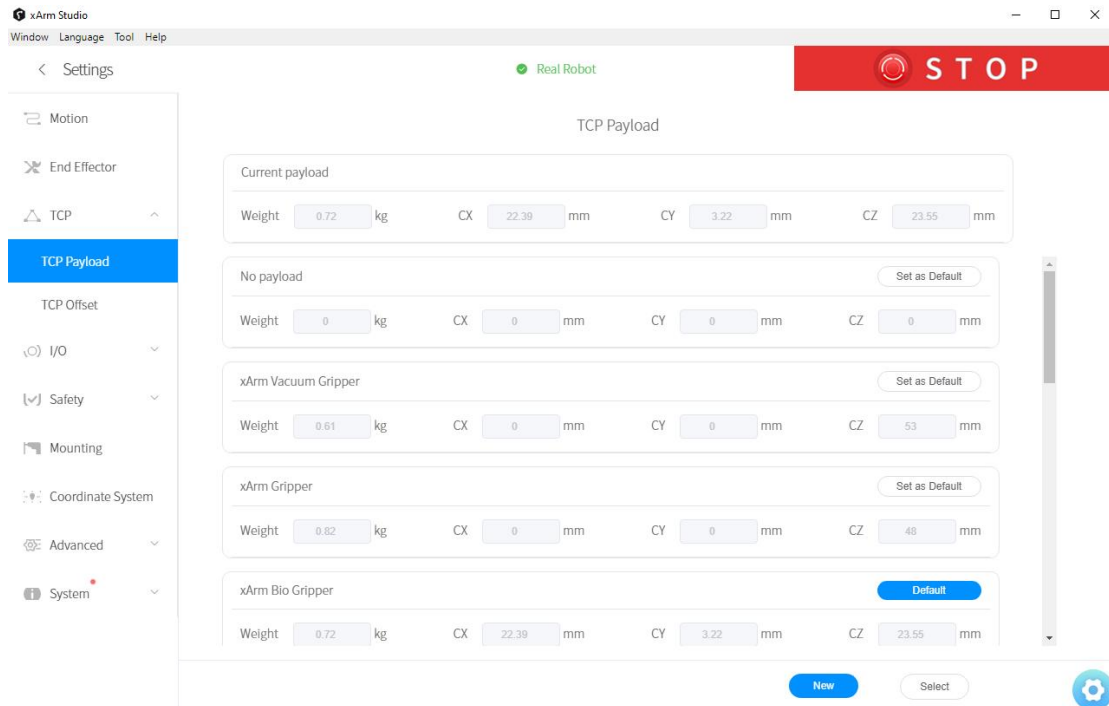 xArm Studio
Window Language Tool Help
Settings
Real Robot
STOP
Motion
End Effector
TCP
TCP Payload
TCP Offset
I/O
Safety
Mounting
Coordinate System
Advanced
System
TCP Payload
Current payload
Weight 0.72 kg CX 22.39 mm CY 3.22 mm CZ 23.55 mm
No payload Set as Default
Weight 0 kg CX 0 mm CY 0 mm CZ 0 mm
xArm Vacuum Gripper Set as Default
Weight 0.61 kg CX 0 mm CY 0 mm CZ 53 mm
xArm Gripper Set as Default
Weight 0.82 kg CX 0 mm CY 0 mm CZ 48 mm
xArm Bio Gripper Default
Weight 0.72 kg CX 22.39 mm CY 3.22 mm CZ 23.55 mm
New Select